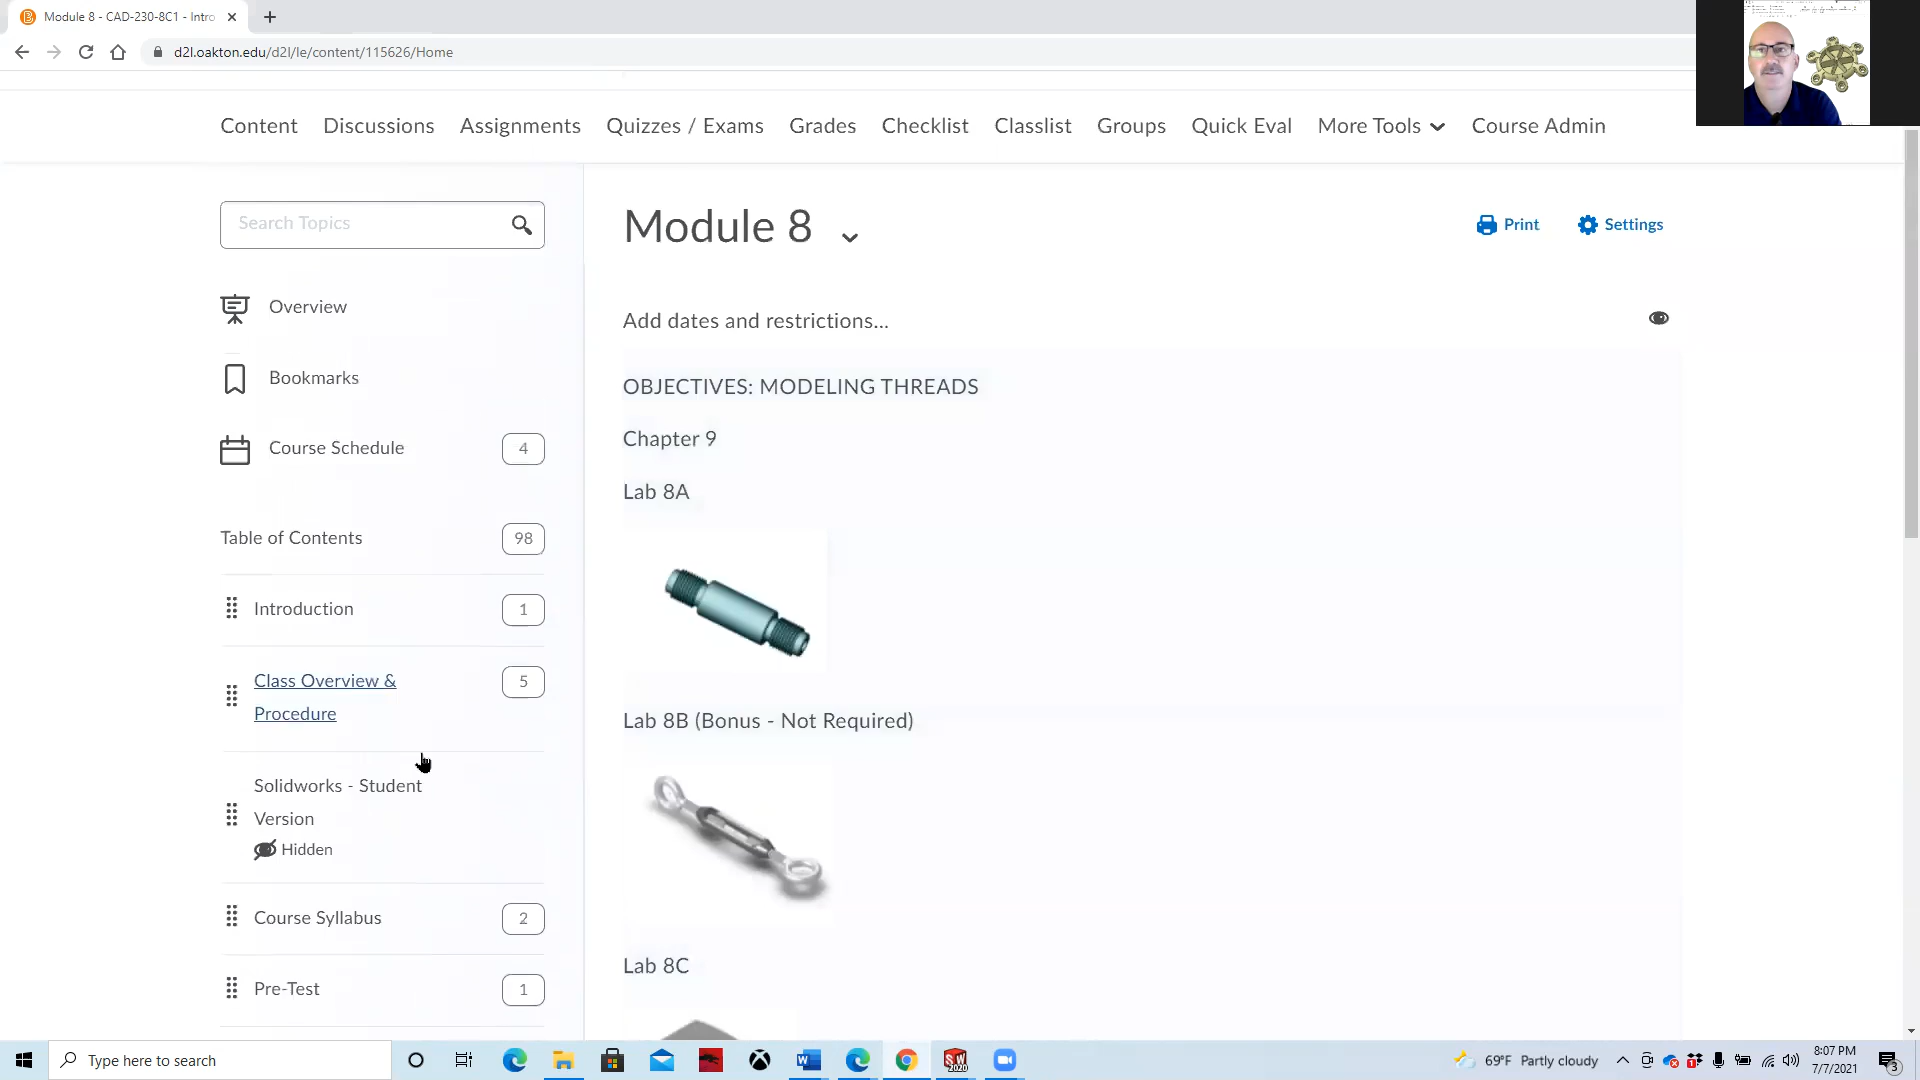 Module 8 - CAD-230-8C1 - Intro
d2l.oakton.edu/d2l/le/content/115626/Home
Content Discussions Assignments Quizzes / Exams Grades Checklist Classlist Groups Quick Eval More Tools Course Admin
Search Topics
Overview
Bookmarks
Course Schedule 4
Table of Contents 98
Introduction 1
Class Overview & 5
Procedure
Solidworks - Student
Version
Hidden
Course Syllabus 2
Pre-Test 1
Module 8
Print Settings
Add dates and restrictions...
OBJECTIVES: MODELING THREADS
Chapter 9
Lab 8A
Lab 8B (Bonus - Not Required)
Lab 8C
Type here to search
SW
2020
69°F Partly cloudy
8:07 PM
7/7/2021
3